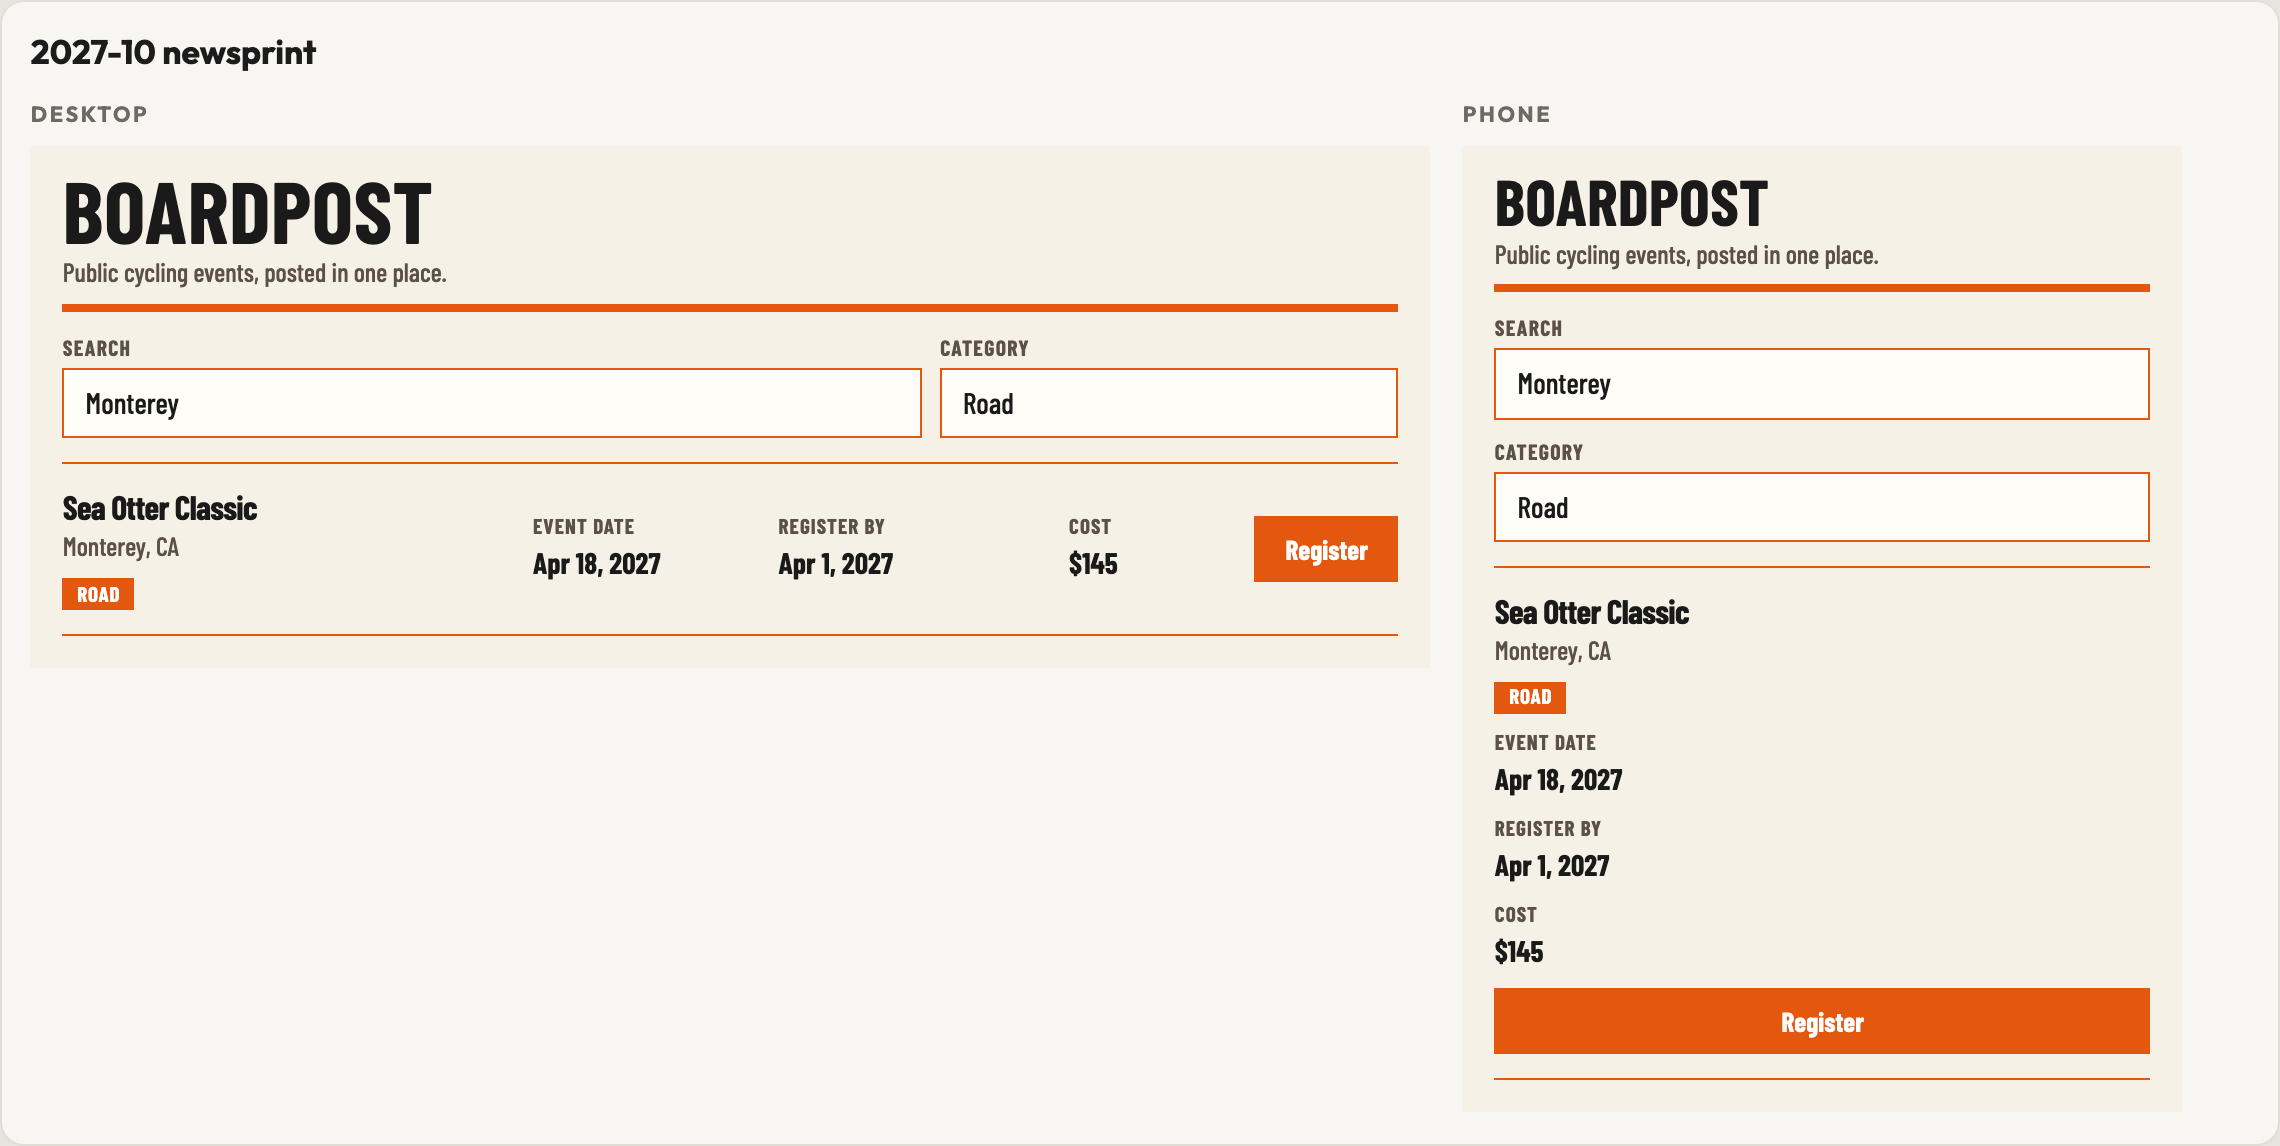 2027-10 newsprint
DESKTOP
BOARDPOST
Public cycling events, posted in one place.
SEARCH
CATEGORY
Monterey
Road
Sea Otter Classic
Monterey, CA
ROAD
EVENT DATE
Apr 18, 2027
REGISTER BY
Apr 1, 2027
COST
$145
Register
PHONE
BOARDPOST
Public cycling events, posted in one place.
SEARCH
Monterey
CATEGORY
Road
Sea Otter Classic
Monterey, CA
ROAD
EVENT DATE
Apr 18, 2027
REGISTER BY
Apr 1, 2027
COST
$145
Register